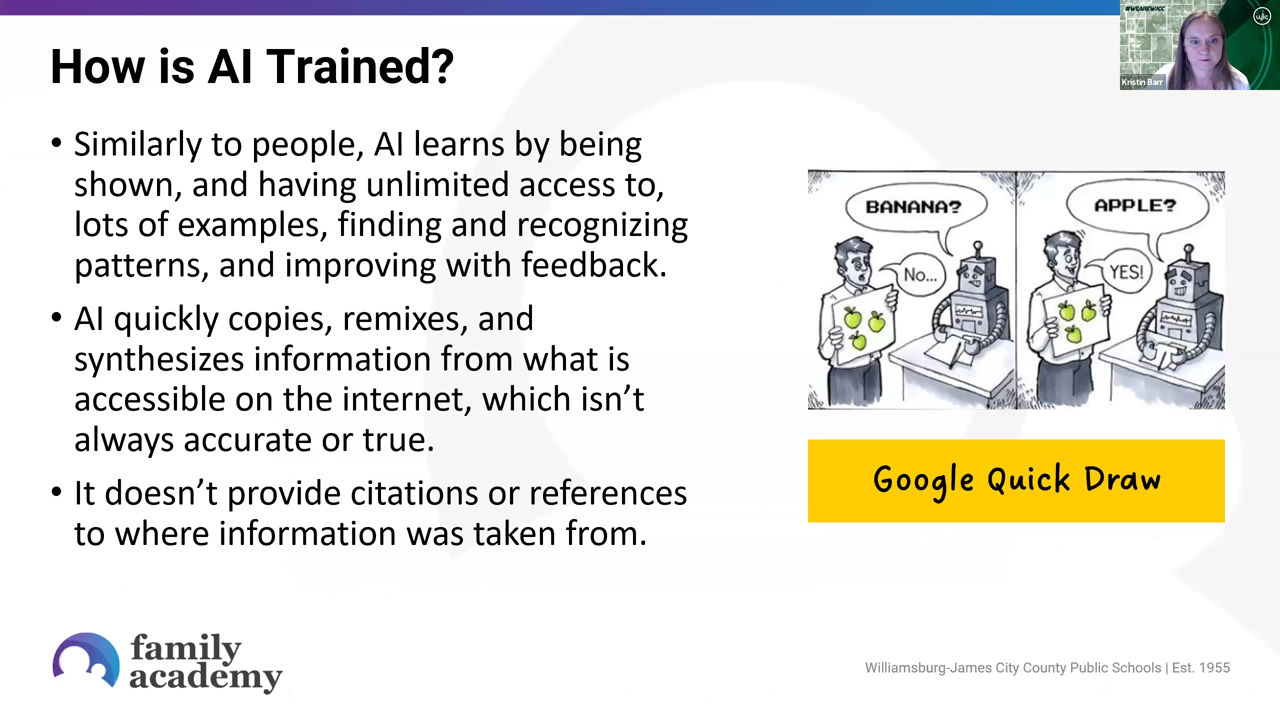 #WEAREWJCC
wjc
Kristin Barr
How is AI Trained?
• Similarly to people, AI learns by being
shown, and having unlimited access to,
lots of examples, finding and recognizing
patterns, and improving with feedback.
• AI quickly copies, remixes, and
synthesizes information from what is
accessible on the internet, which isn’t
always accurate or true.
• It doesn’t provide citations or references
to where information was taken from.
BANANA?
No...
APPLE?
YES!
Google Quick Draw
family
academy
Williamsburg-James City County Public Schools | Est. 1955